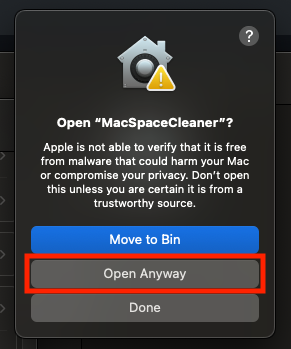 ?
Open “MacSpaceCleaner”?
Apple is not able to verify that it is free
from malware that could harm your Mac
or compromise your privacy. Don’t open
this unless you are certain it is from a
trustworthy source.
Move to Bin
Open Anyway
Done